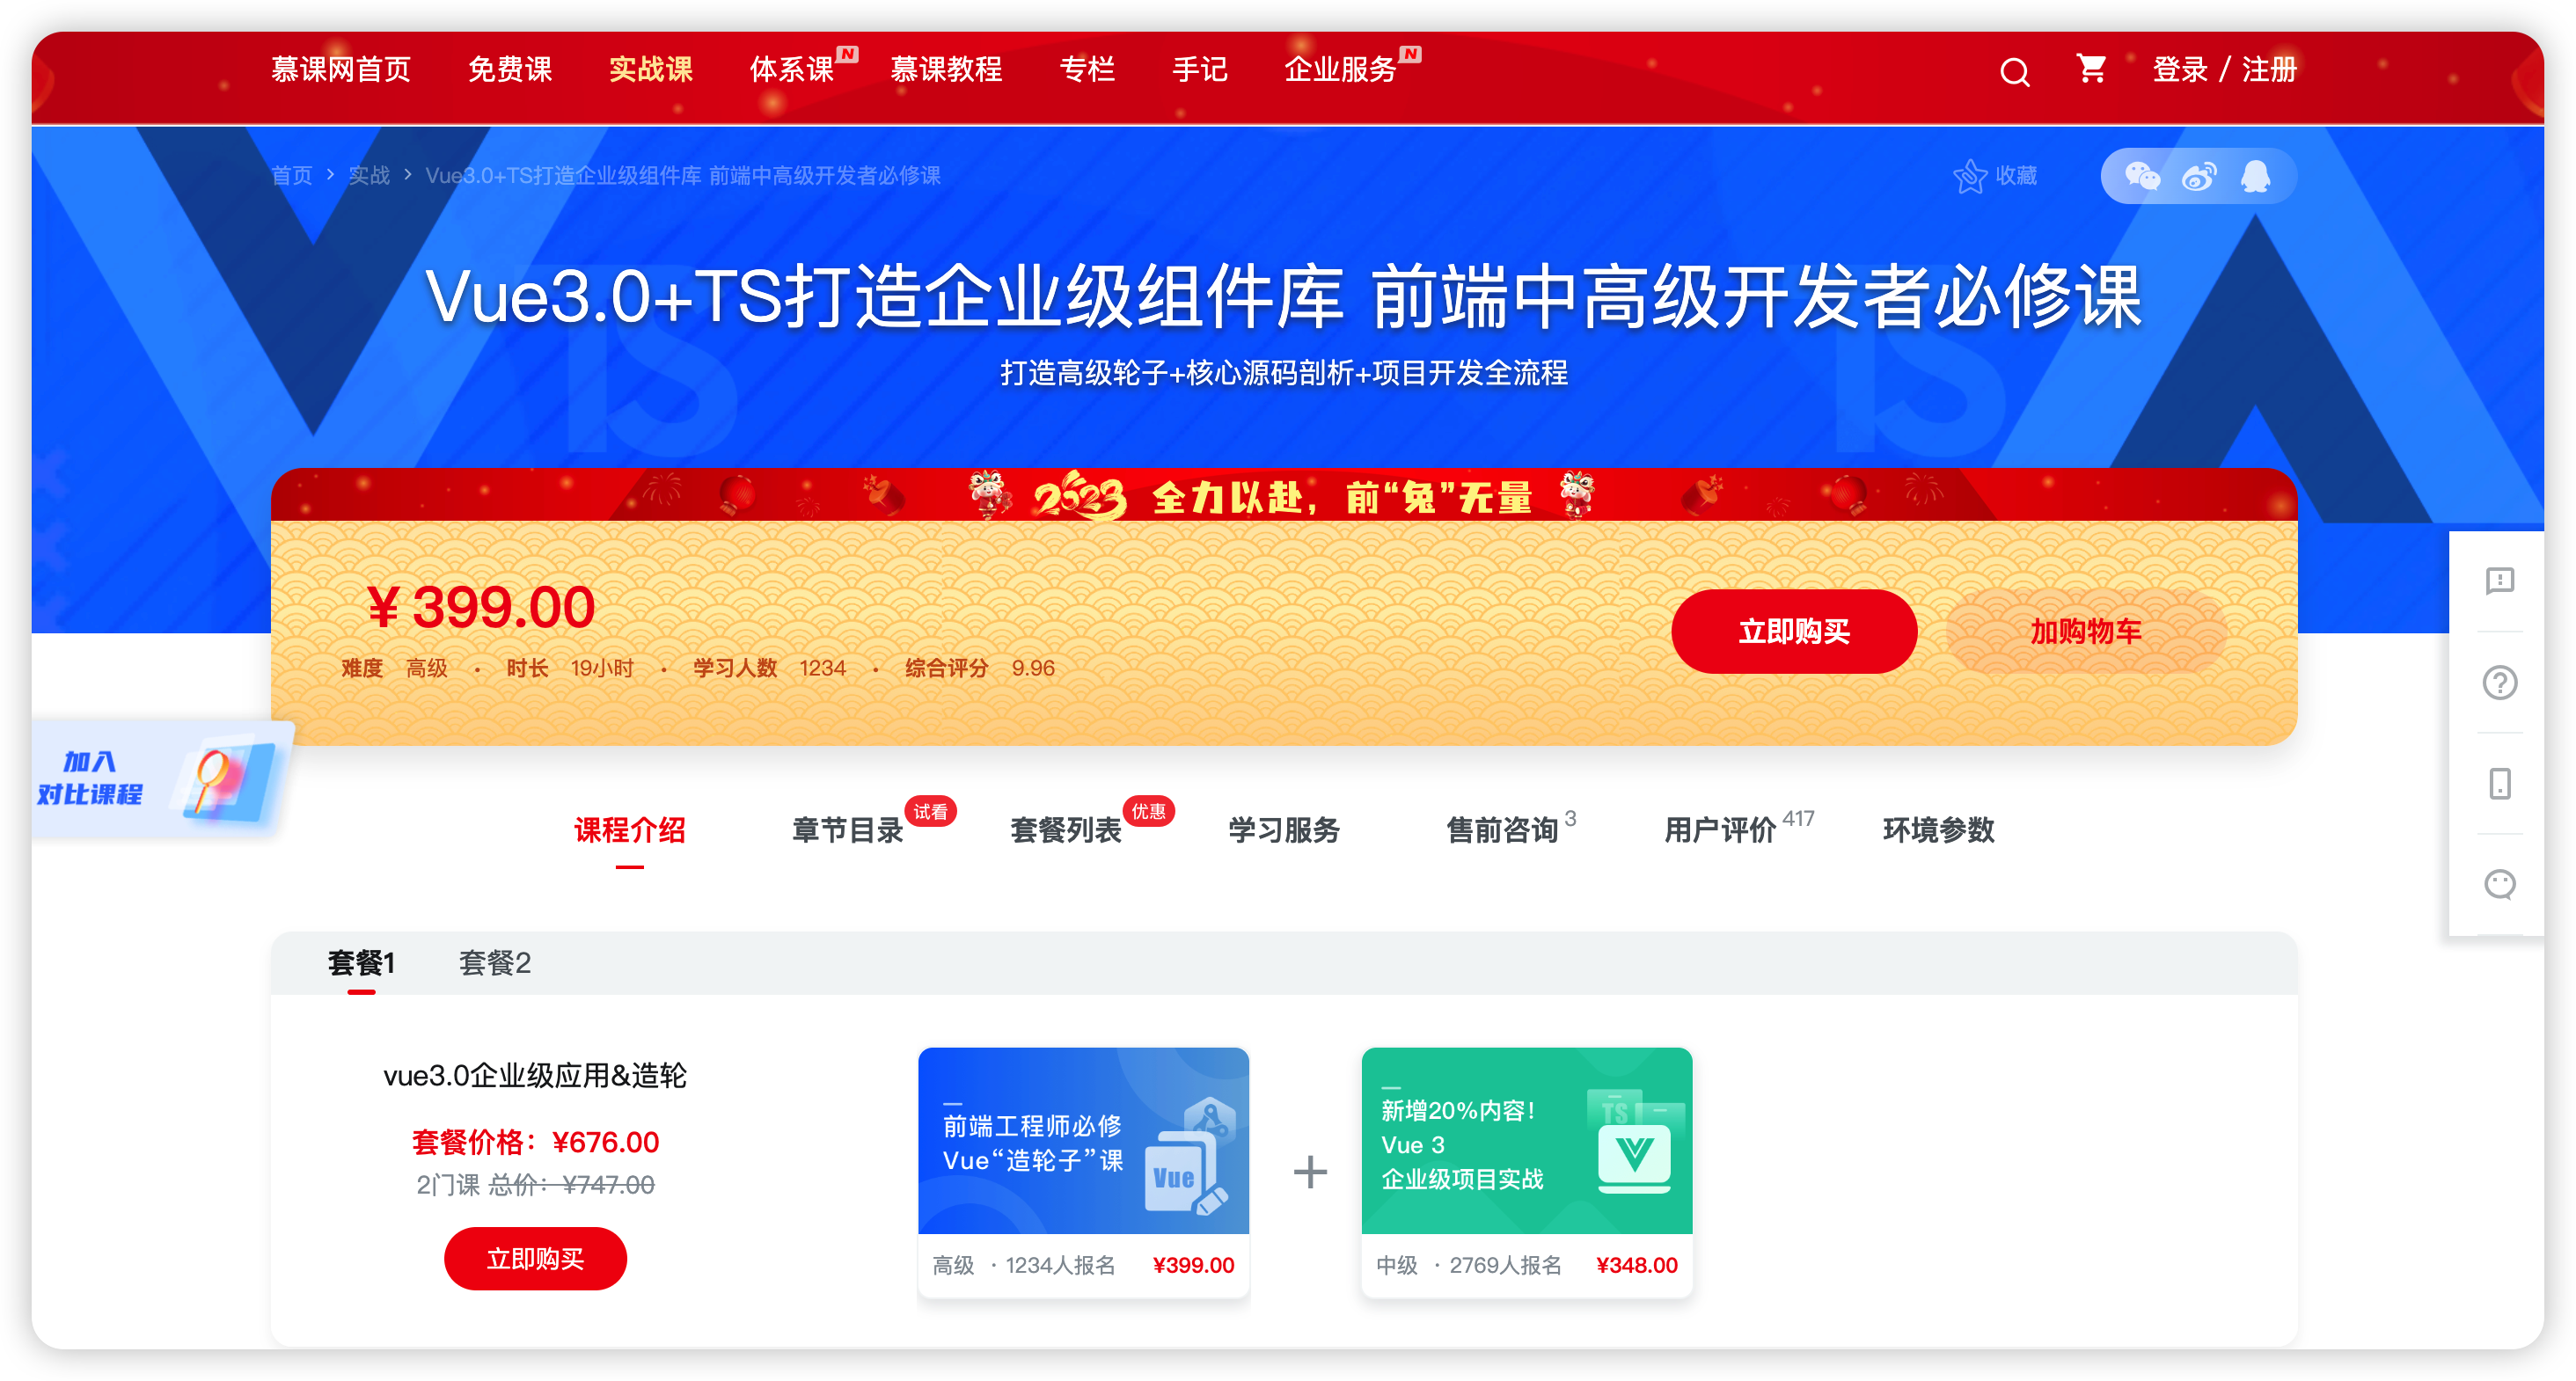 慕课网首页 免费课 实战课 体系课 N 慕课教程 专栏 手记 企业服务 N 登录 / 注册
首页 > 实战 > Vue3.0+TS打造企业级组件库 前端中高级开发者必修课 收藏
Vue3.0+TS打造企业级组件库 前端中高级开发者必修课
TS
TS
打造高级轮子+核心源码剖析+项目开发全流程
2023 全力以赴，前“兔”无量
¥ 399.00
难度 高级 · 时长 19小时 · 学习人数 1234 · 综合评分 9.96
立即购买 加购物车
加入
对比课程
课程介绍 章节目录 试看 套餐列表 优惠 学习服务 售前咨询 3 用户评价 417 环境参数
套餐1 套餐2
vue3.0企业级应用&造轮
套餐价格：¥676.00
2门课 总价：¥747.00
立即购买
前端工程师必修
Vue“造轮子”课
Vue
高级 · 1234人报名 ¥399.00
+
新增20%内容！
Vue 3
企业级项目实战
TS
中级 · 2769人报名 ¥348.00